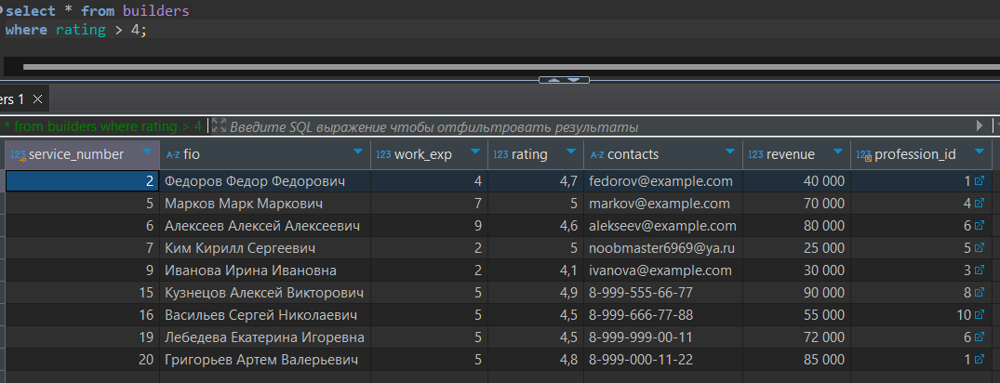 select * from builders
where rating > 4;
ers 1 ×
* from builders where rating > 4 Введите SQL выражение чтобы отфильтровать результаты
123 service_number A-Z fio 123 work_exp 123 rating A-Z contacts 123 revenue 123 profession_id
2 Федоров Федор Федорович 4 4,7 fedorov@example.com 40 000 1
5 Марков Марк Маркович 7 5 markov@example.com 70 000 4
6 Алексеев Алексей Алексеевич 9 4,6 alekseev@example.com 80 000 6
7 Ким Кирилл Сергеевич 2 5 noobmaster6969@ya.ru 25 000 5
9 Иванова Ирина Ивановна 2 4,1 ivanova@example.com 30 000 3
15 Кузнецов Алексей Викторович 5 4,9 8-999-555-66-77 90 000 8
16 Васильев Сергей Николаевич 5 4,5 8-999-666-77-88 55 000 10
19 Лебедева Екатерина Игоревна 5 4,5 8-999-999-00-11 72 000 6
20 Григорьев Артем Валерьевич 5 4,8 8-999-000-11-22 85 000 1